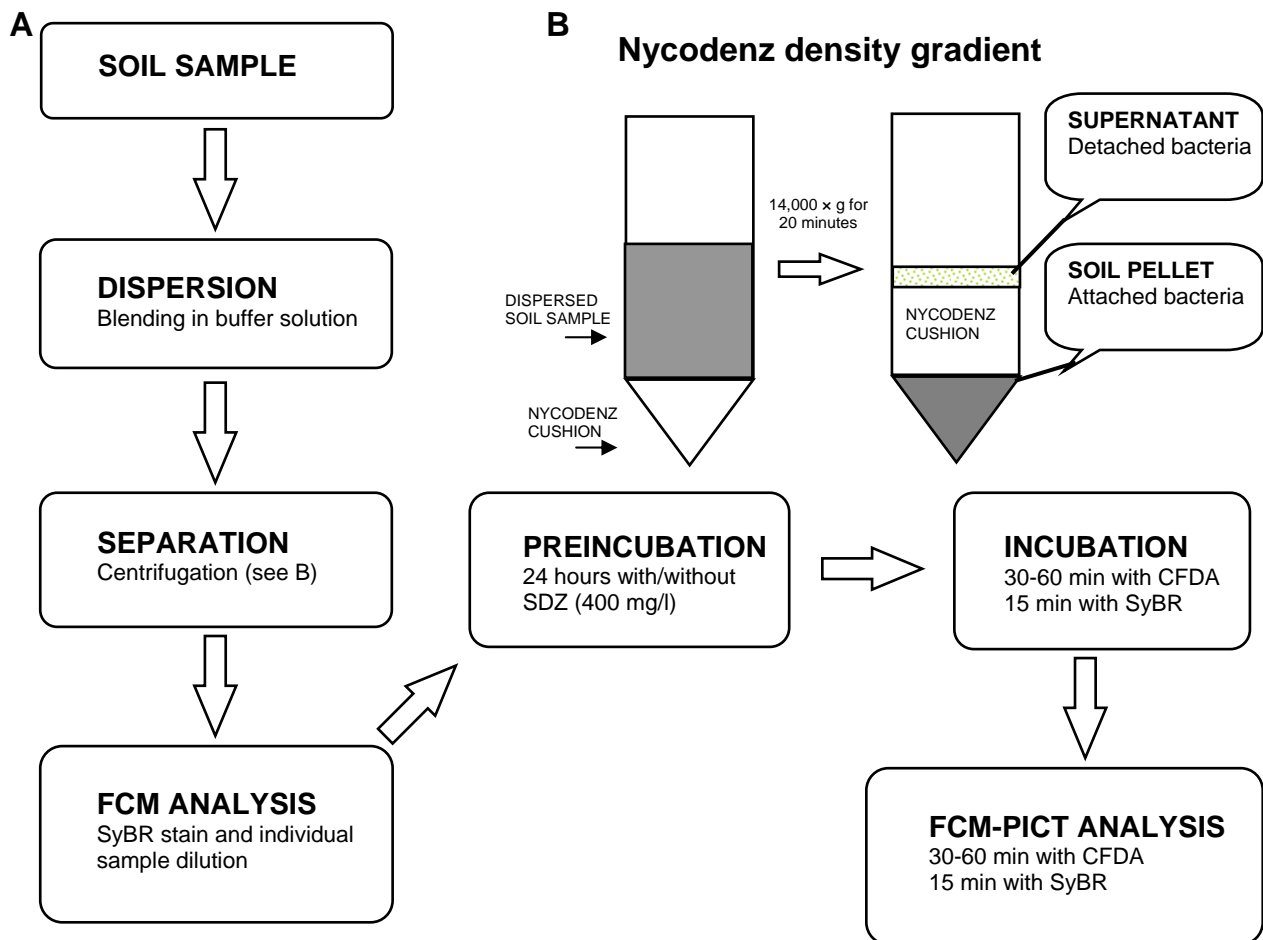 A
SOIL SAMPLE
DISPERSION
Blending in buffer solution
SEPARATION
Centrifugation (see B)
FCM ANALYSIS
SyBR stain and individual
sample dilution
B
Nycodenz density gradient
DISPERSED
SOIL SAMPLE
NYCODENZ
CUSHION
14,000 × g for
20 minutes
SUPERNATANT
Detached bacteria
SOIL PELLET
Attached bacteria
NYCODENZ
CUSHION
PREINCUBATION
24 hours with/without
SDZ (400 mg/l)
INCUBATION
30-60 min with CFDA
15 min with SyBR
FCM-PICT ANALYSIS
30-60 min with CFDA
15 min with SyBR